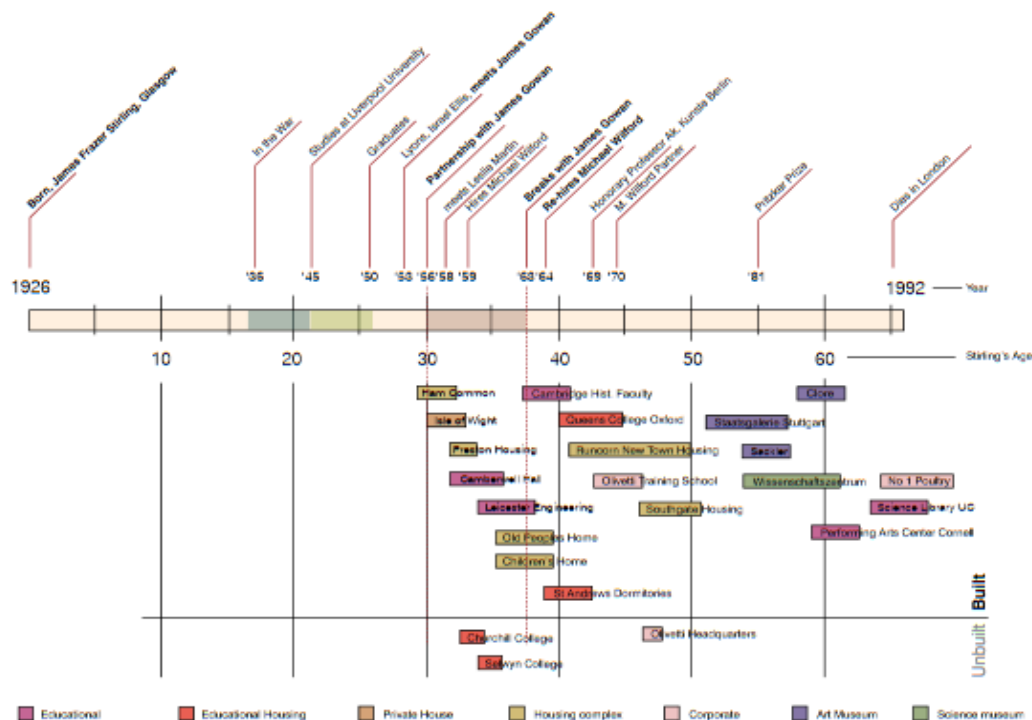 Born, James Frazer Stirling, Glasgow
In the War
Studies at Liverpool University
Graduates
Lyons, Israel Ellis, meets James Gowan
Partnership with James Gowan
meets Leslie Martin
Hires Michael Wilford
Breaks with James Gowan
Re-hires Michael Wilford
Honorary Professor Ak. Kunste Berlin
M. Wilford Partner
Pritzker Prize
Dies in London
1926 '36 '45 '50 '53 '56 '58 '59 '63 '64 '69 '70 '81 1992 Year
10 20 30 40 50 60 Stirling's Age
Ham Common Cambridge Hist. Faculty Clore
Isle of Wight Queens College Oxford Staatsgalerie Stuttgart
Preston Housing Runcorn New Town Housing Sackler
Camberwell Hall Olivetti Training School Wissenschaftszentrum No 1 Poultry
Leicester Engineering Southgate Housing Science Library UC
Old Peoples Home Performing Arts Center Cornell
Children's Home
St Andrews Dormitories
Built
Unbuilt
Churchill College Olivetti Headquarters
Selwyn College
Educational Educational Housing Private House Housing complex Corporate Art Museum Science museum